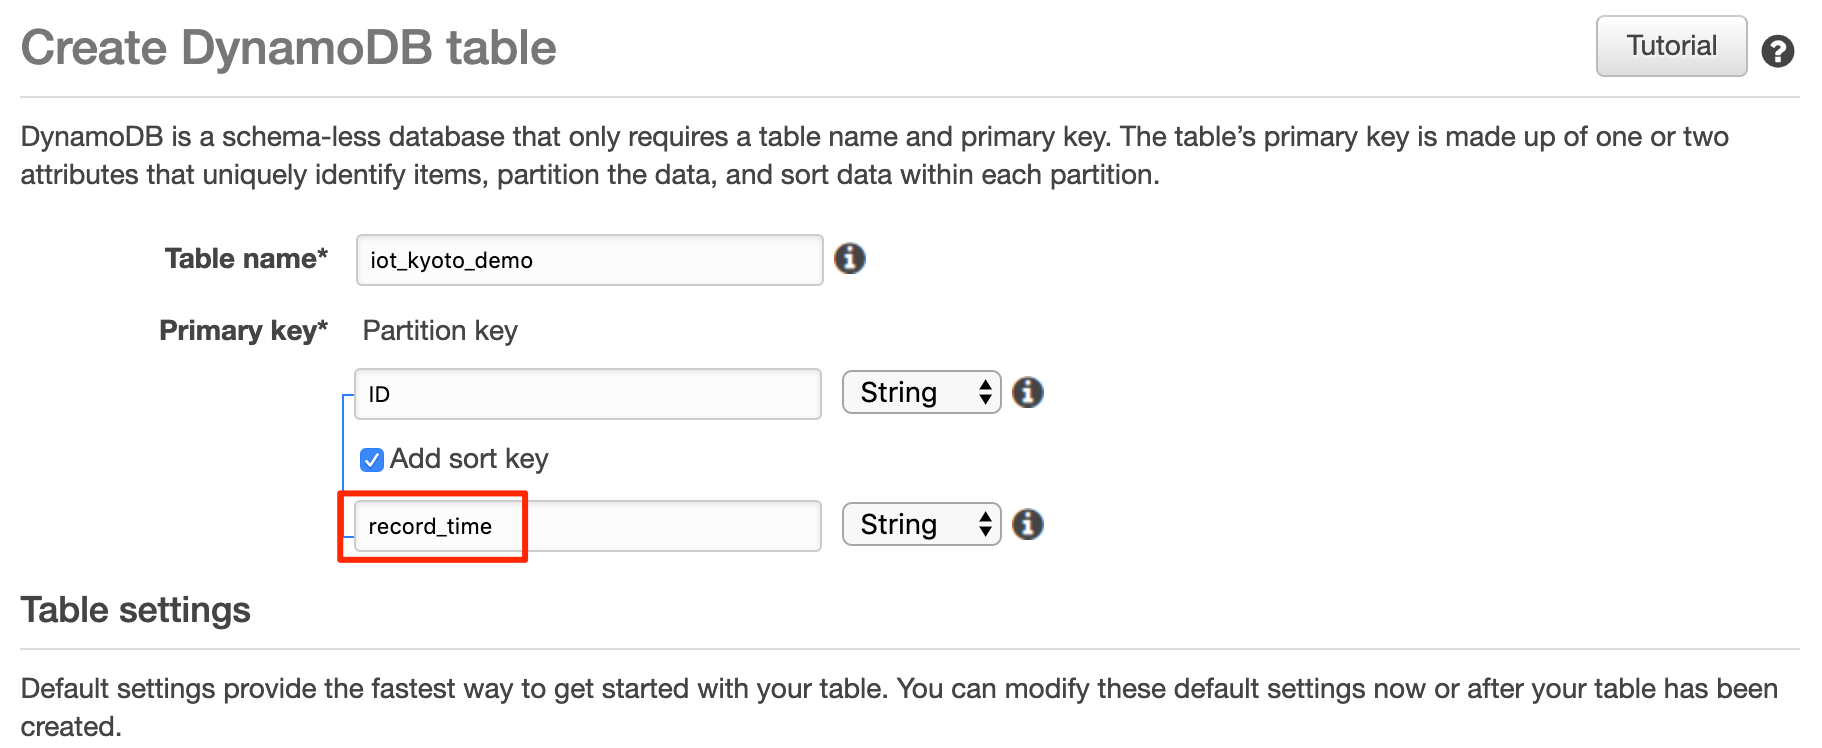 Create DynamoDB table
Tutorial
DynamoDB is a schema-less database that only requires a table name and primary key. The table’s primary key is made up of one or two
attributes that uniquely identify items, partition the data, and sort data within each partition.
Table name* iot_kyoto_demo
Primary key* Partition key
ID String
Add sort key
record_time String
Table settings
Default settings provide the fastest way to get started with your table. You can modify these default settings now or after your table has been
created.